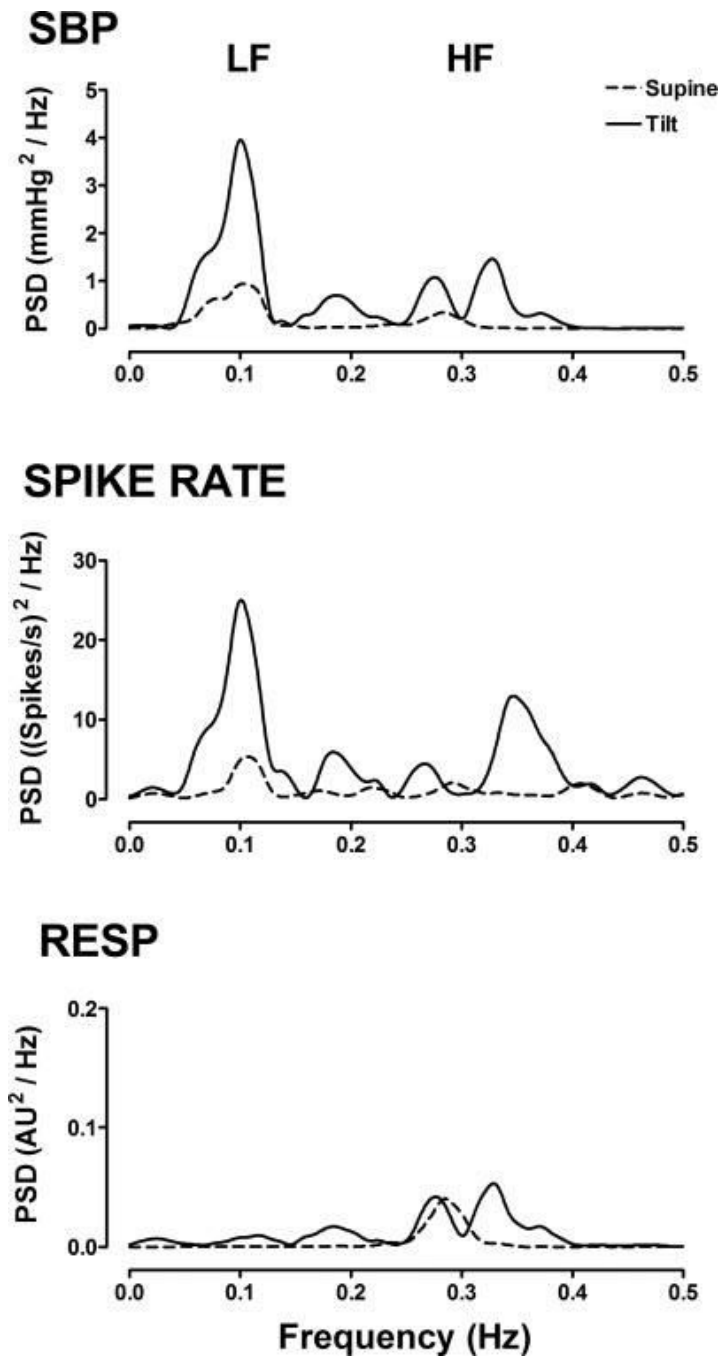 SBP
LF HF
Supine
Tilt
PSD (mmHg² / Hz)
5
4
3
2
1
0
0.0 0.1 0.2 0.3 0.4 0.5
SPIKE RATE
PSD ((Spikes/s)² / Hz)
30
20
10
0
0.0 0.1 0.2 0.3 0.4 0.5
RESP
PSD (AU² / Hz)
0.2
0.1
0.0
0.0 0.1 0.2 0.3 0.4 0.5
Frequency (Hz)